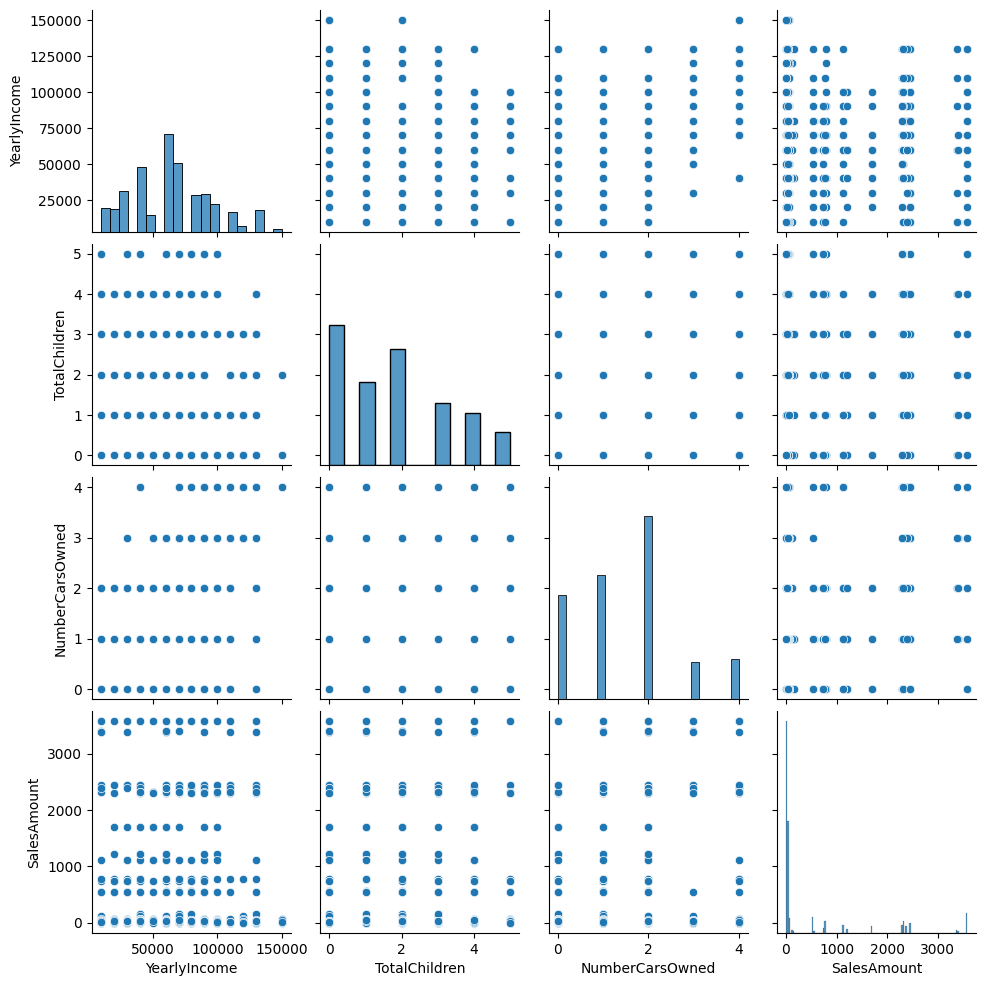 150000
125000
100000
75000
50000
25000
YearlyIncome
5
4
3
2
1
0
TotalChildren
4
3
2
1
0
NumberCarsOwned
3000
2000
1000
0
SalesAmount
50000 100000 150000
YearlyIncome
0 2 4
TotalChildren
0 2 4
NumberCarsOwned
0 1000 3000
SalesAmount